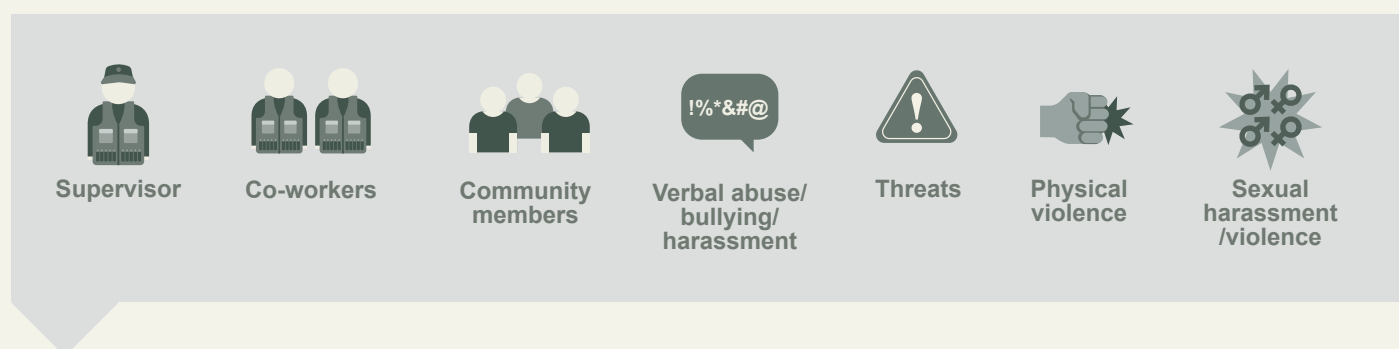 !%*&#@
Supervisor
Co-workers
Community
members
Verbal abuse/
bullying/
harassment
Threats
Physical
violence
Sexual
harassment
/violence